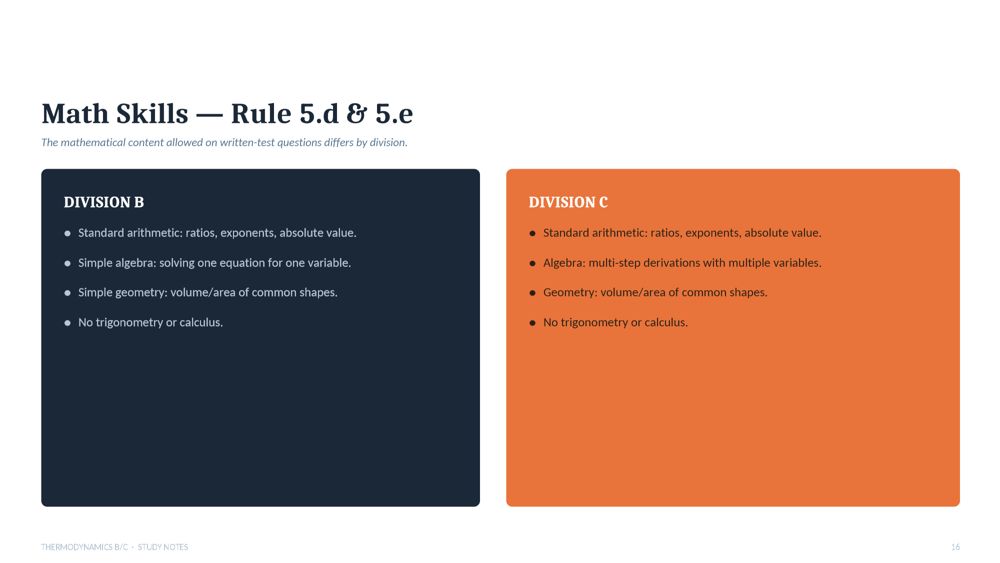 Math Skills — Rule 5.d & 5.e
The mathematical content allowed on written-test questions differs by division.
DIVISION B
● Standard arithmetic: ratios, exponents, absolute value.
● Simple algebra: solving one equation for one variable.
● Simple geometry: volume/area of common shapes.
● No trigonometry or calculus.
DIVISION C
● Standard arithmetic: ratios, exponents, absolute value.
● Algebra: multi-step derivations with multiple variables.
● Geometry: volume/area of common shapes.
● No trigonometry or calculus.
THERMODYNAMICS B/C · STUDY NOTES
16